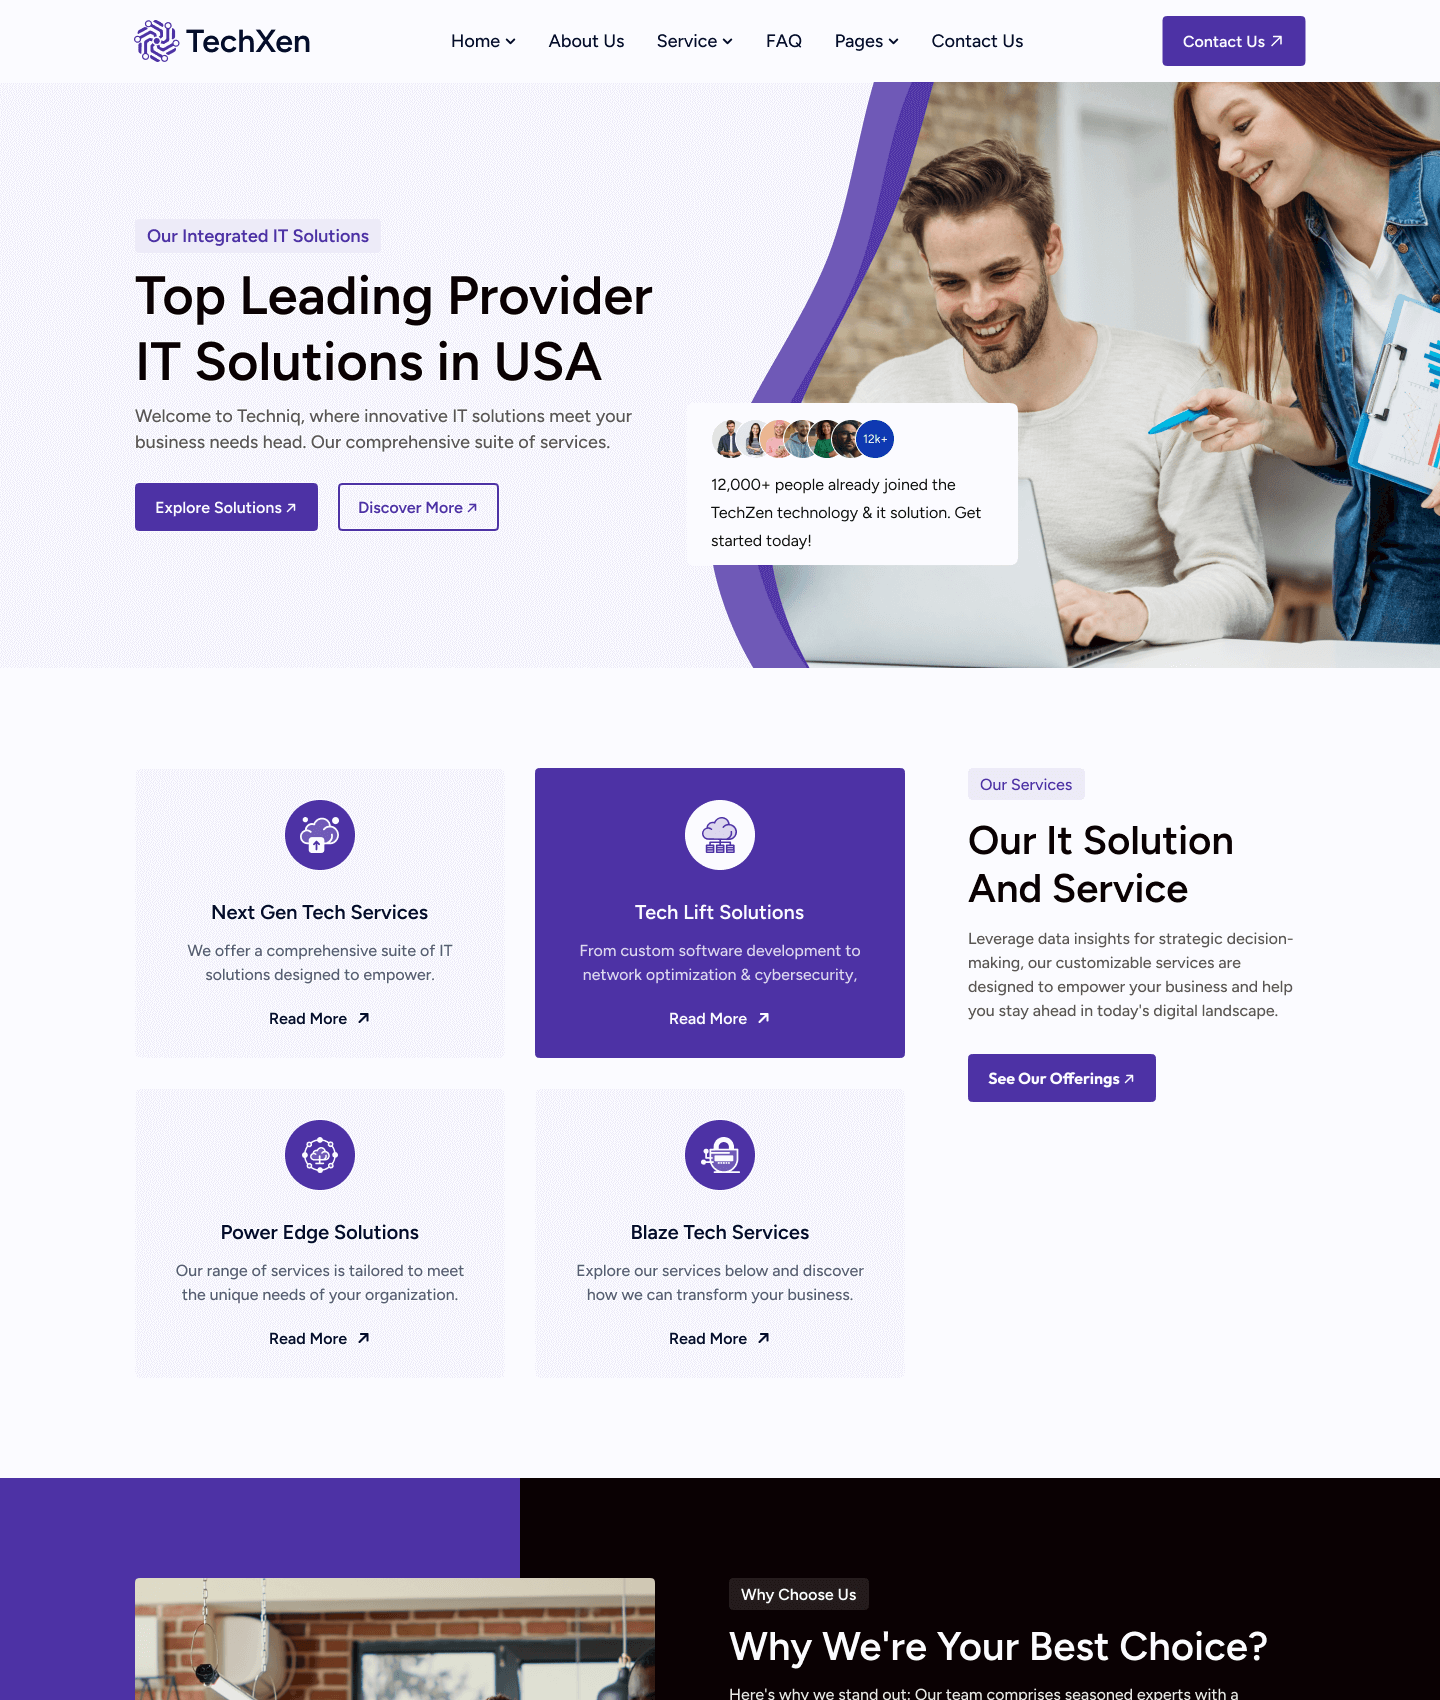 TechXen
Home
About Us
Service
FAQ
Pages
Contact Us
Contact Us
Our Integrated IT Solutions
Top Leading Provider
IT Solutions in USA
Welcome to Techniq, where innovative IT solutions meet your
business needs head. Our comprehensive suite of services.
Explore Solutions
Discover More
12k+
12,000+ people already joined the
TechZen technology & it solution. Get
started today!
Next Gen Tech Services
We offer a comprehensive suite of IT
solutions designed to empower.
Read More
Tech Lift Solutions
From custom software development to
network optimization & cybersecurity,
Read More
Our Services
Our It Solution
And Service
Leverage data insights for strategic decision-
making, our customizable services are
designed to empower your business and help
you stay ahead in today's digital landscape.
See Our Offerings
Power Edge Solutions
Our range of services is tailored to meet
the unique needs of your organization.
Read More
Blaze Tech Services
Explore our services below and discover
how we can transform your business.
Read More
Why Choose Us
Why We're Your Best Choice?
Here's why we stand out: Our team comprises seasoned experts with a